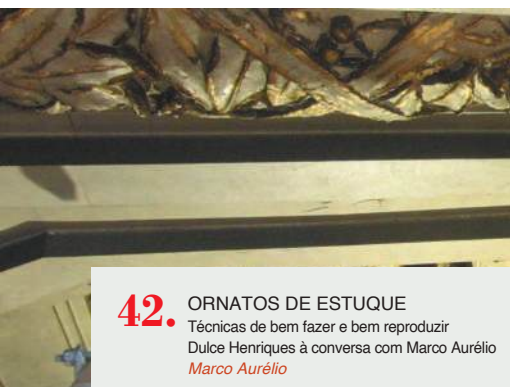 42. ORNATOS DE ESTUQUE
Técnicas de bem fazer e bem reproduzir
Dulce Henriques à conversa com Marco Aurélio
Marco Aurélio